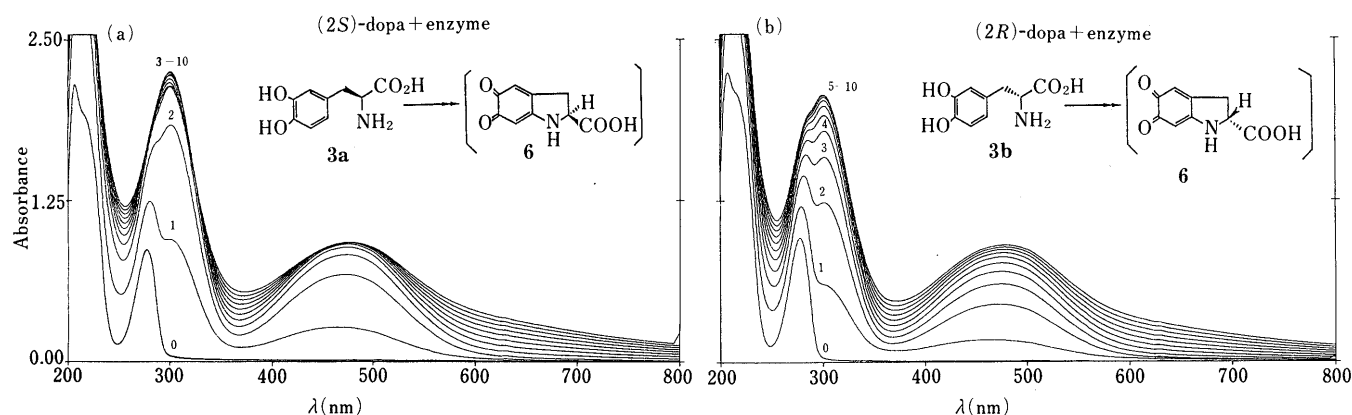 (a)
(2S)-dopa+enzyme
2.50
1.25
0.00
Absorbance
3–10
2
1
0
HO
HO
CO₂H
NH₂
3a
O
O
H
N
H
COOH
6
200
300
400
500
600
700
800
λ(nm)
(b)
(2R)-dopa+enzyme
5-10
4
3
2
1
0
HO
HO
CO₂H
NH₂
3b
O
O
H
N
H
COOH
6
200
300
400
500
600
700
800
λ(nm)